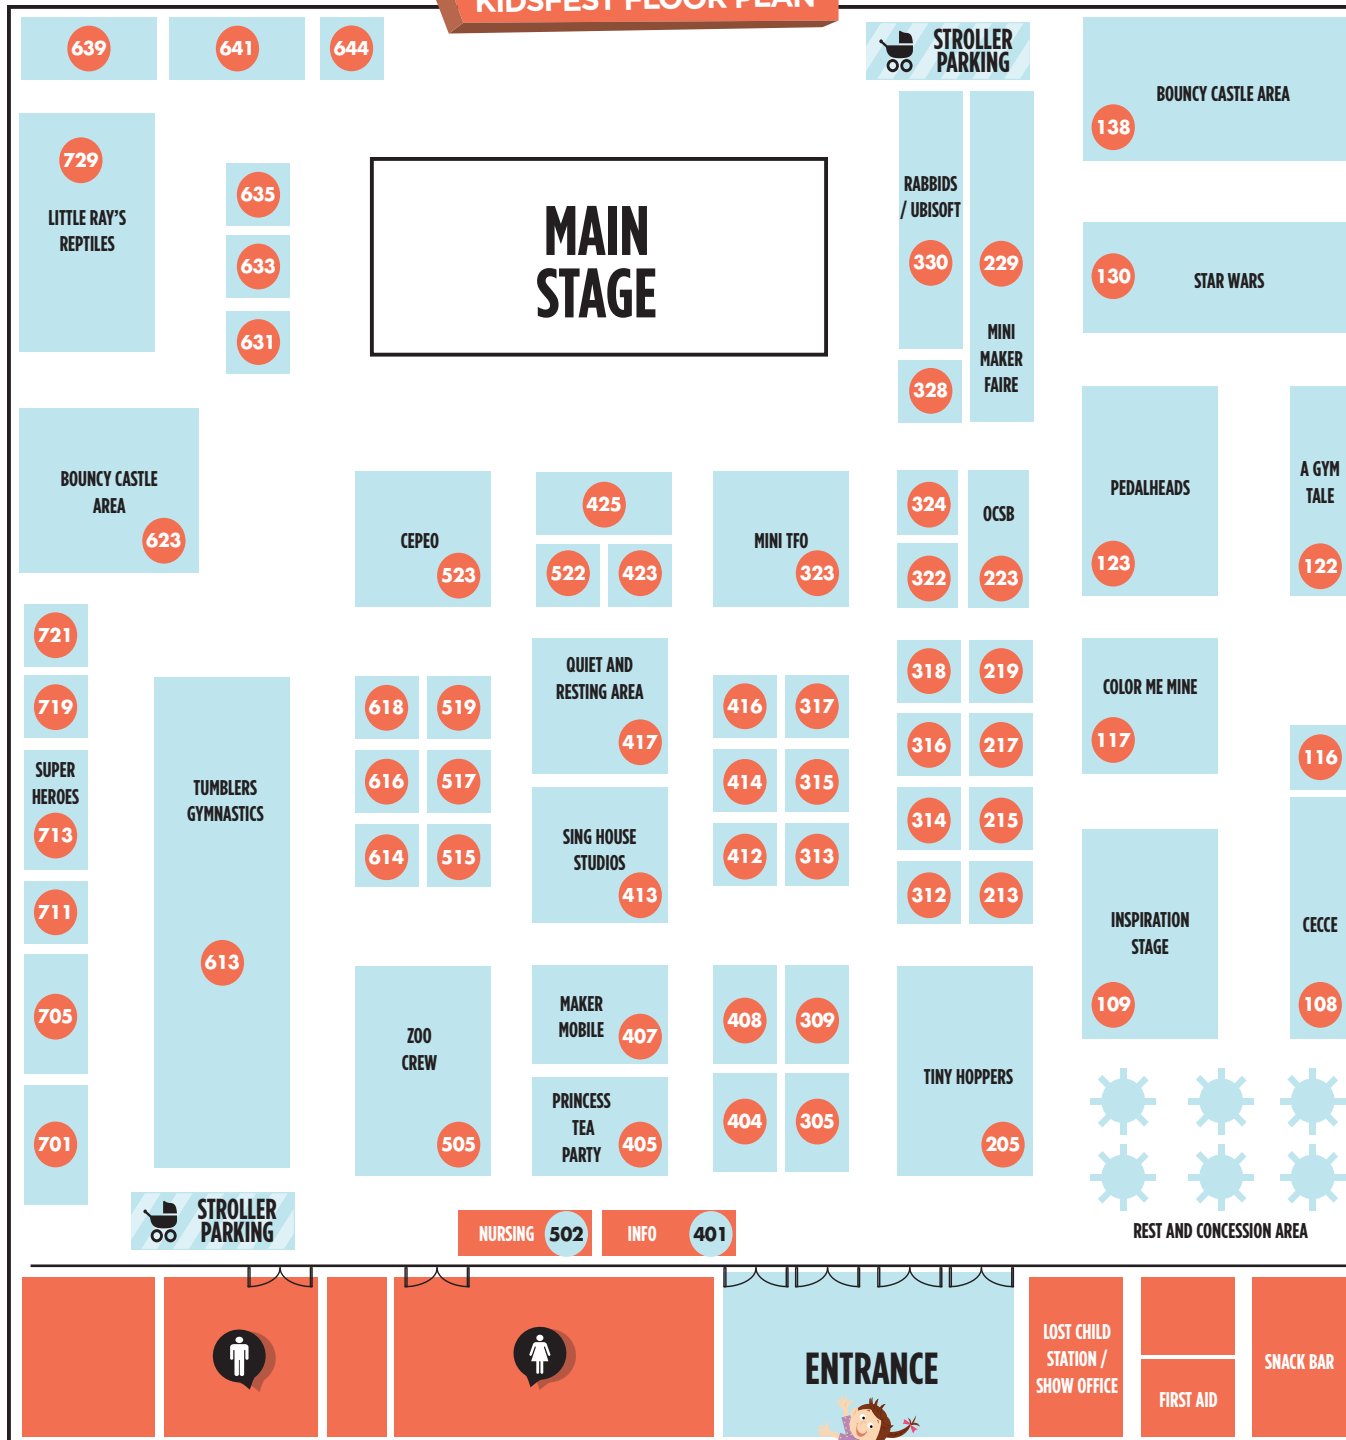 KIDSFEST FLOOR PLAN
639
641
644
STROLLER
PARKING
BOUNCY CASTLE AREA
138
729
LITTLE RAY'S
REPTILES
635
633
631
MAIN
STAGE
RABBIDS
/ UBISOFT
330
229
MINI
MAKER
FAIRE
328
130
STAR WARS
BOUNCY CASTLE
AREA
623
CEPEO
523
425
522
423
MINI TFO
323
324
322
OCSB
223
PEDALHEADS
123
A GYM
TALE
122
721
719
SUPER
HEROES
713
711
705
701
TUMBLERS
GYMNASTICS
613
618
519
616
517
614
515
QUIET AND
RESTING AREA
417
SING HOUSE
STUDIOS
413
416
317
414
315
412
313
318
219
316
217
314
215
312
213
COLOR ME MINE
117
116
INSPIRATION
STAGE
109
CECCE
108
ZOO
CREW
505
MAKER
MOBILE
407
PRINCESS
TEA
PARTY
405
408
309
404
305
TINY HOPPERS
205
REST AND CONCESSION AREA
STROLLER
PARKING
NURSING 502
INFO 401
ENTRANCE
LOST CHILD
STATION /
SHOW OFFICE
FIRST AID
SNACK BAR